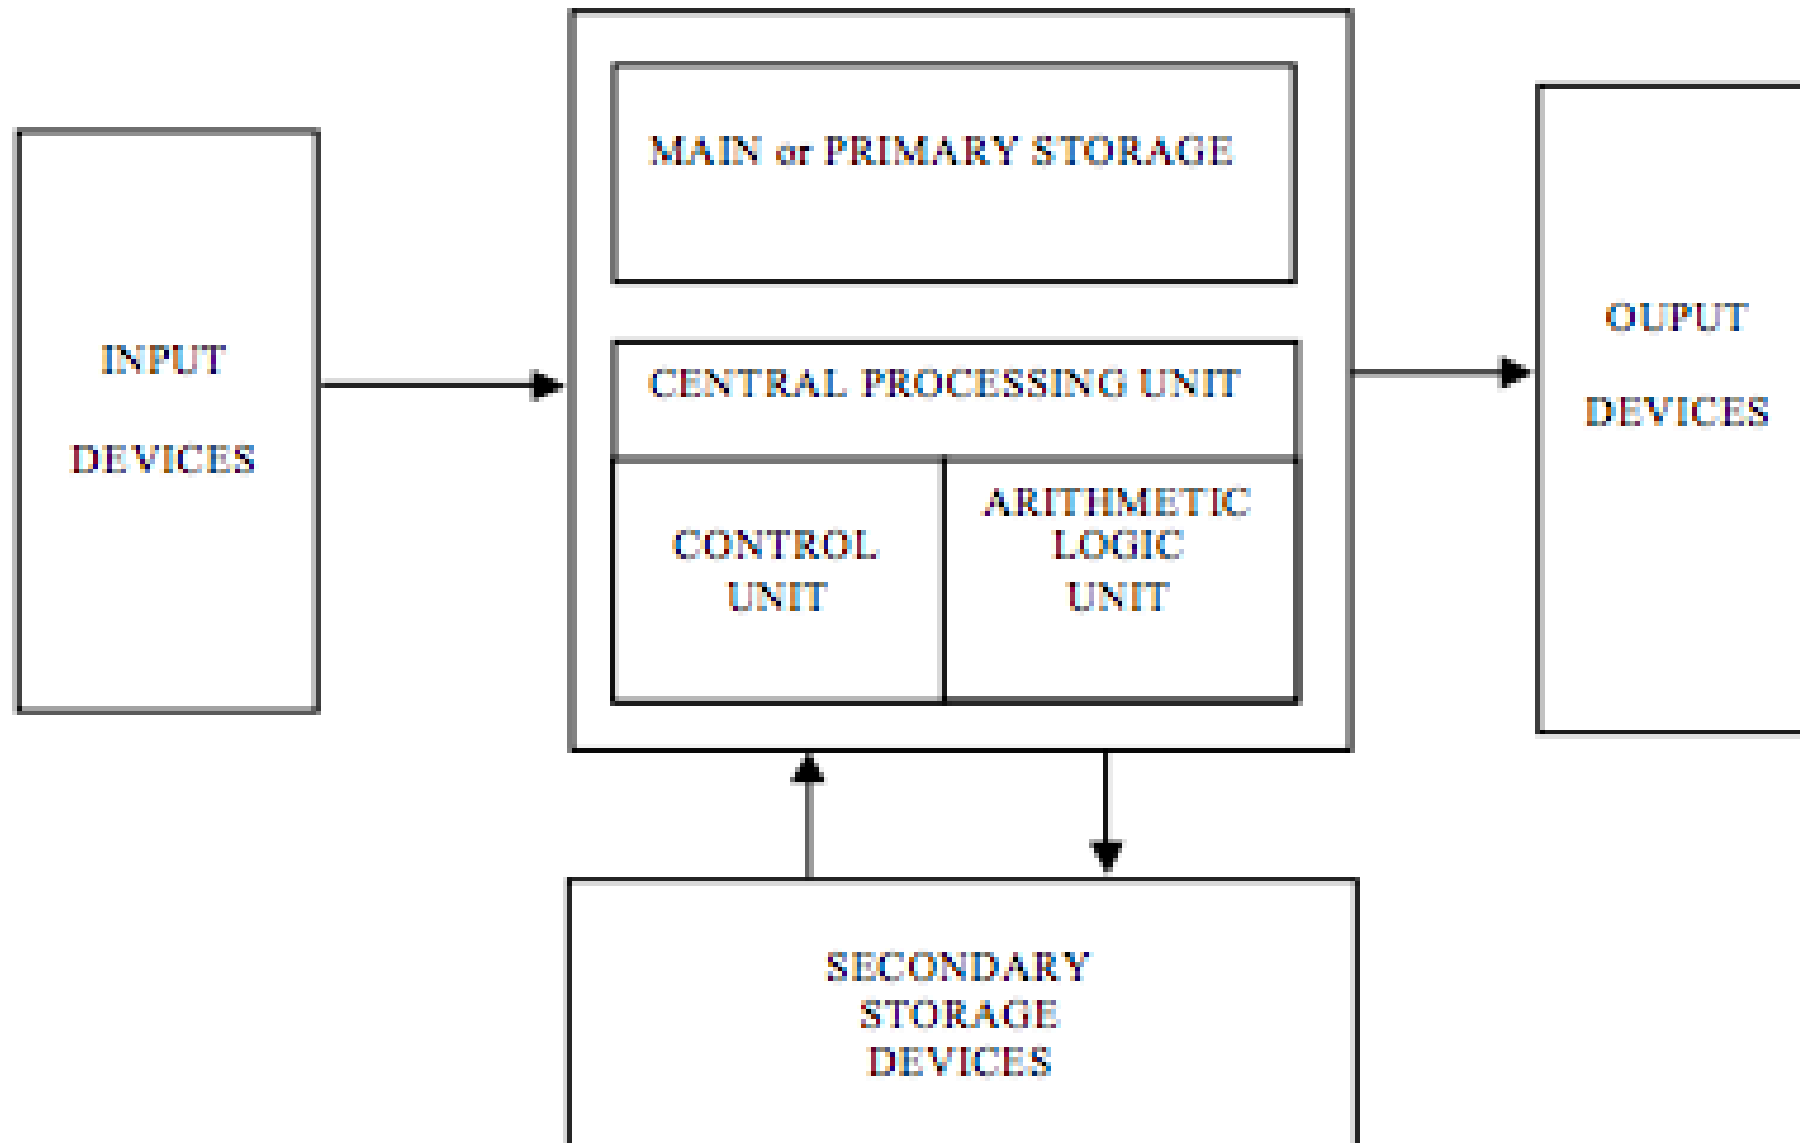 MAIN or PRIMARY STORAGE
INPUT
DEVICES
CENTRAL PROCESSING UNIT
CONTROL
UNIT
ARITHMETIC
LOGIC
UNIT
OUPUT
DEVICES
SECONDARY
STORAGE
DEVICES